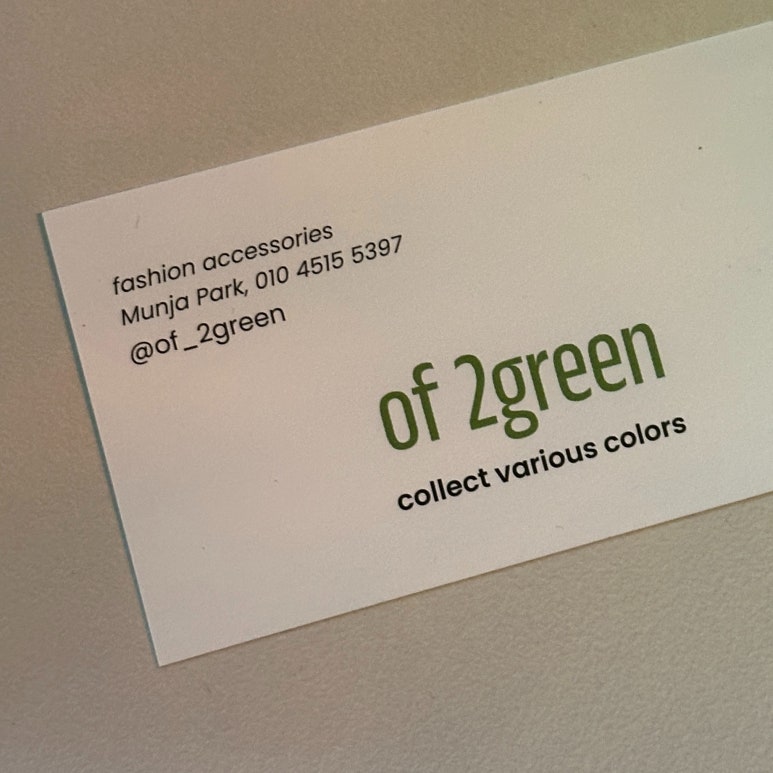 fashion accessories
Munja Park, 010 4515 5397
@of_2green
of 2green
collect various colors